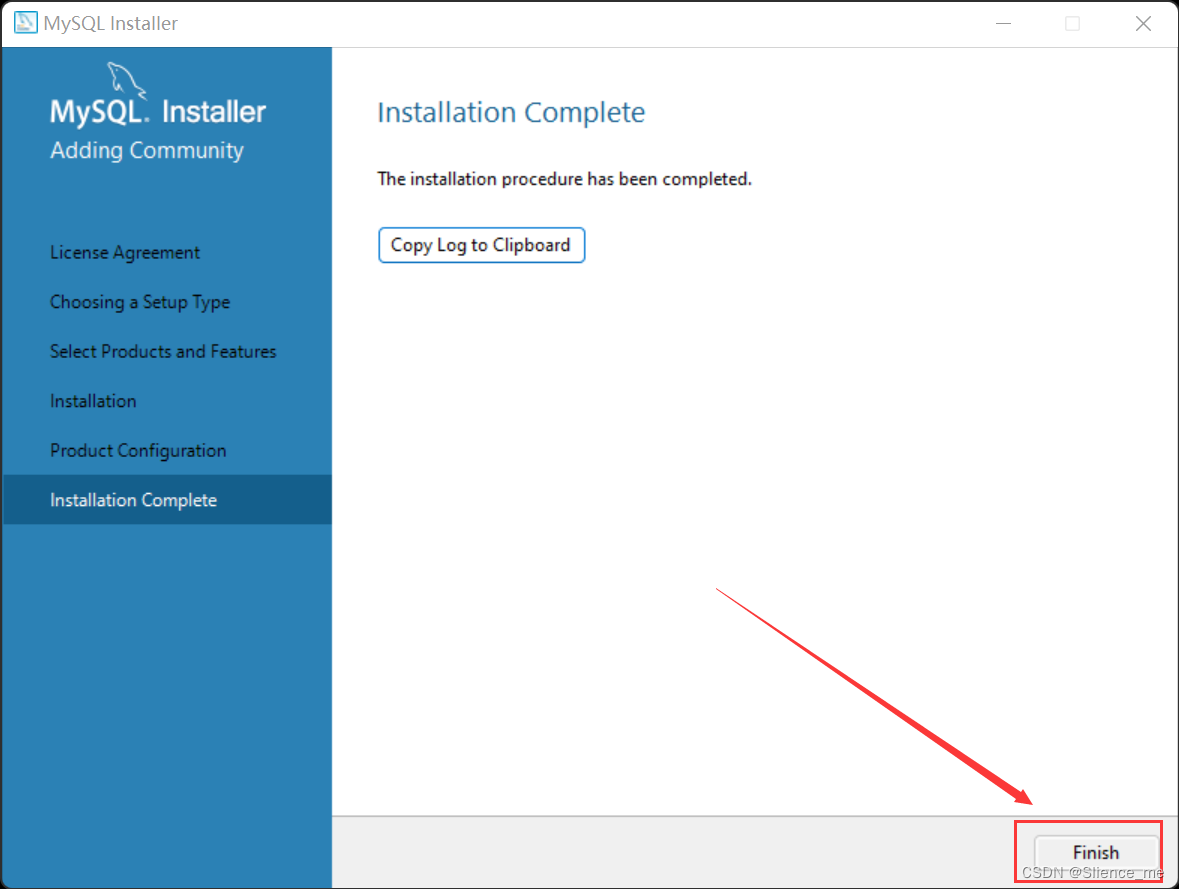 MySQL Installer
MySQL. Installer
Adding Community
License Agreement
Choosing a Setup Type
Select Products and Features
Installation
Product Configuration
Installation Complete
Installation Complete
The installation procedure has been completed.
Copy Log to Clipboard
Finish
CSDN @Slience_me